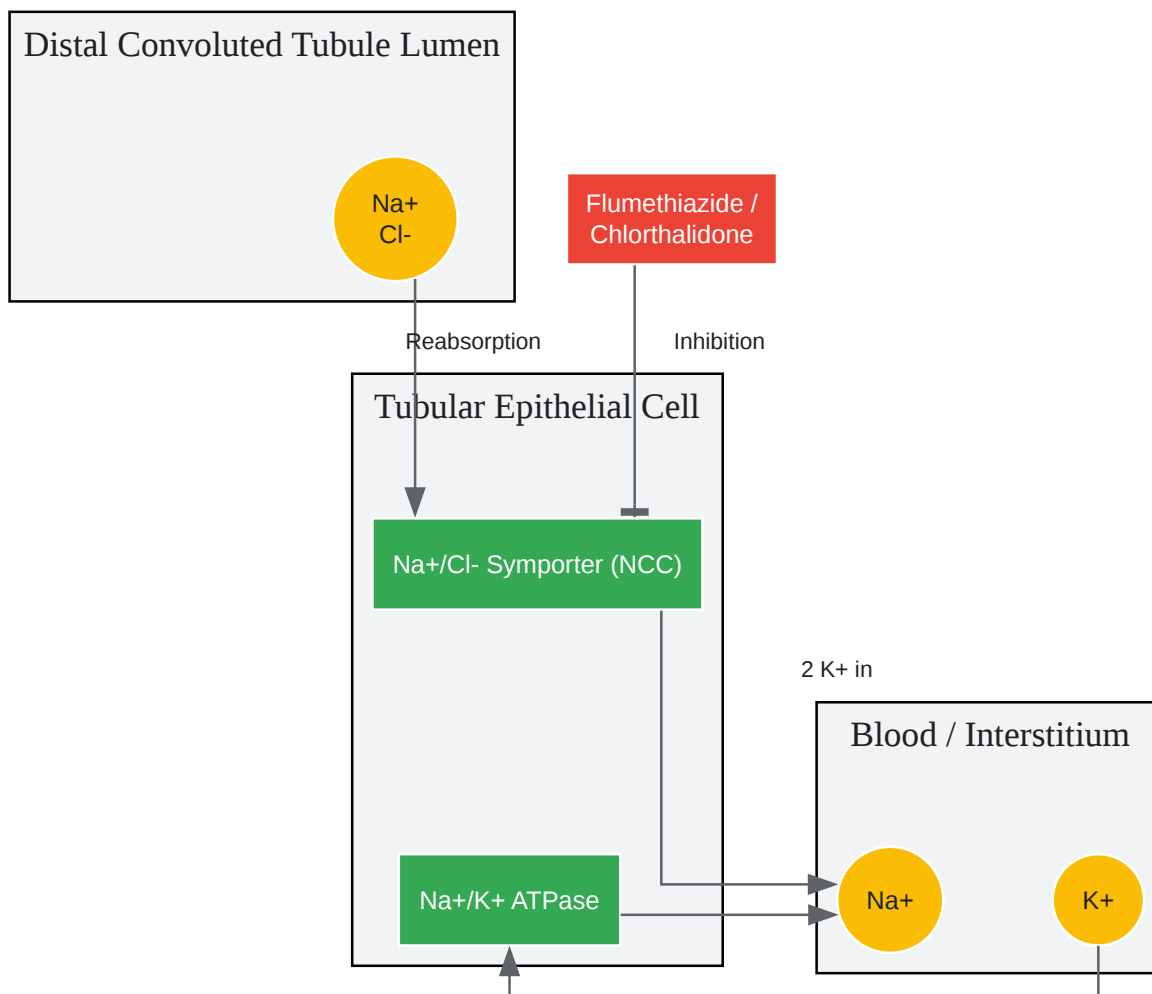 Distal Convoluted Tubule Lumen
Na+
Cl-
Flumethiazide /
Chlorthalidone
Reabsorption
Inhibition
Tubular Epithelial Cell
Na+/Cl- Symporter (NCC)
2 K+ in
Blood / Interstitium
Na+/K+ ATPase
Na+
K+